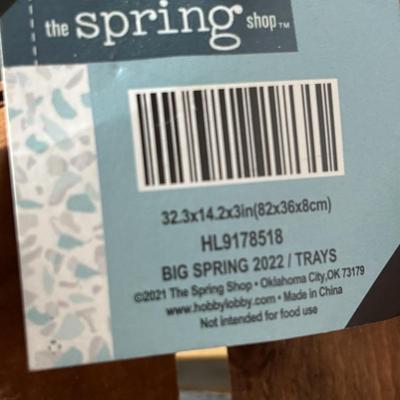 the spring shop™
32.3x14.2x3in(82x36x8cm)
HL9178518
BIG SPRING 2022 / TRAYS
©2021 The Spring Shop • Oklahoma City,OK 73179
www.hobbylobby.com • Made in China
Not intended for food use